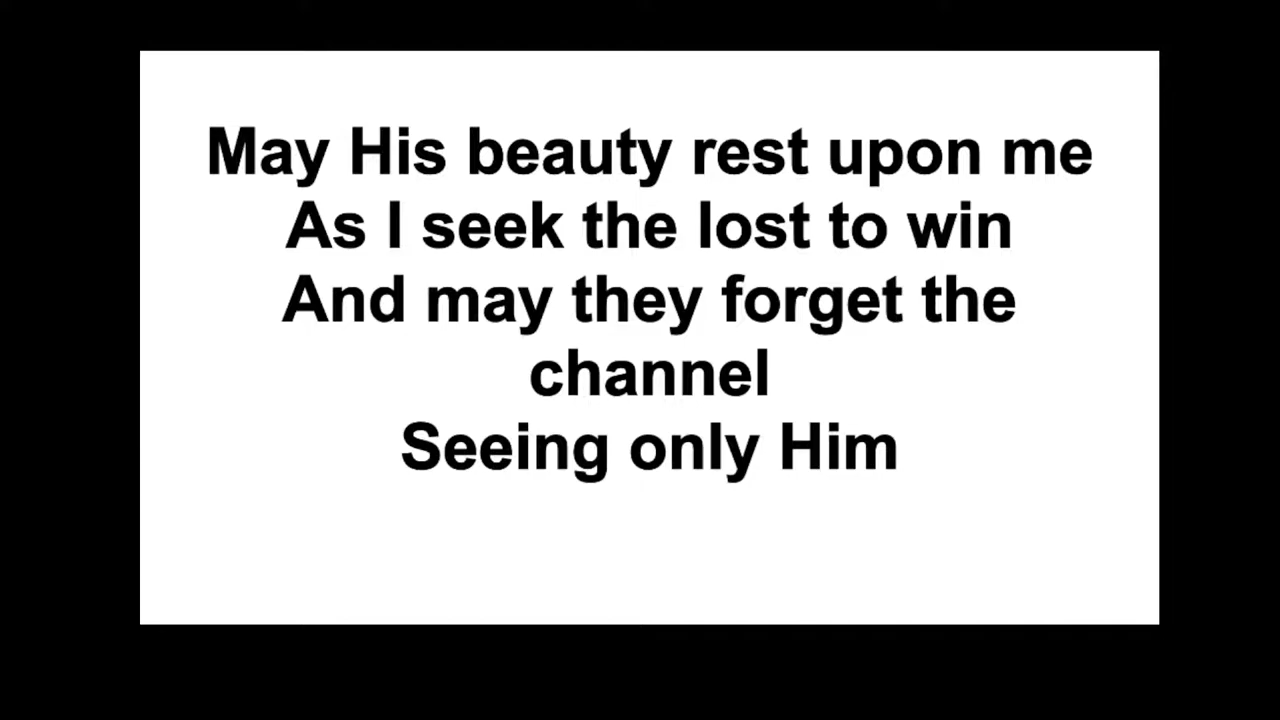 May His beauty rest upon me
As I seek the lost to win
And may they forget the
channel
Seeing only Him